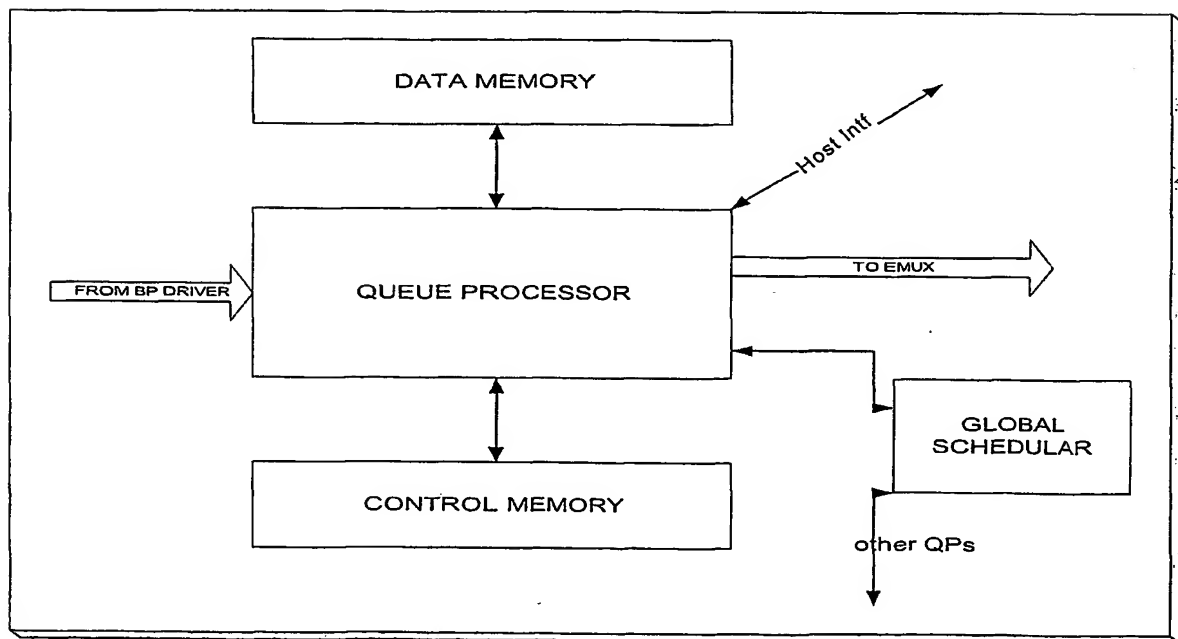 DATA MEMORY
Host Intf
TO EMUX
FROM BP DRIVER
QUEUE PROCESSOR
GLOBAL
SCHEDULAR
CONTROL MEMORY
other QPs